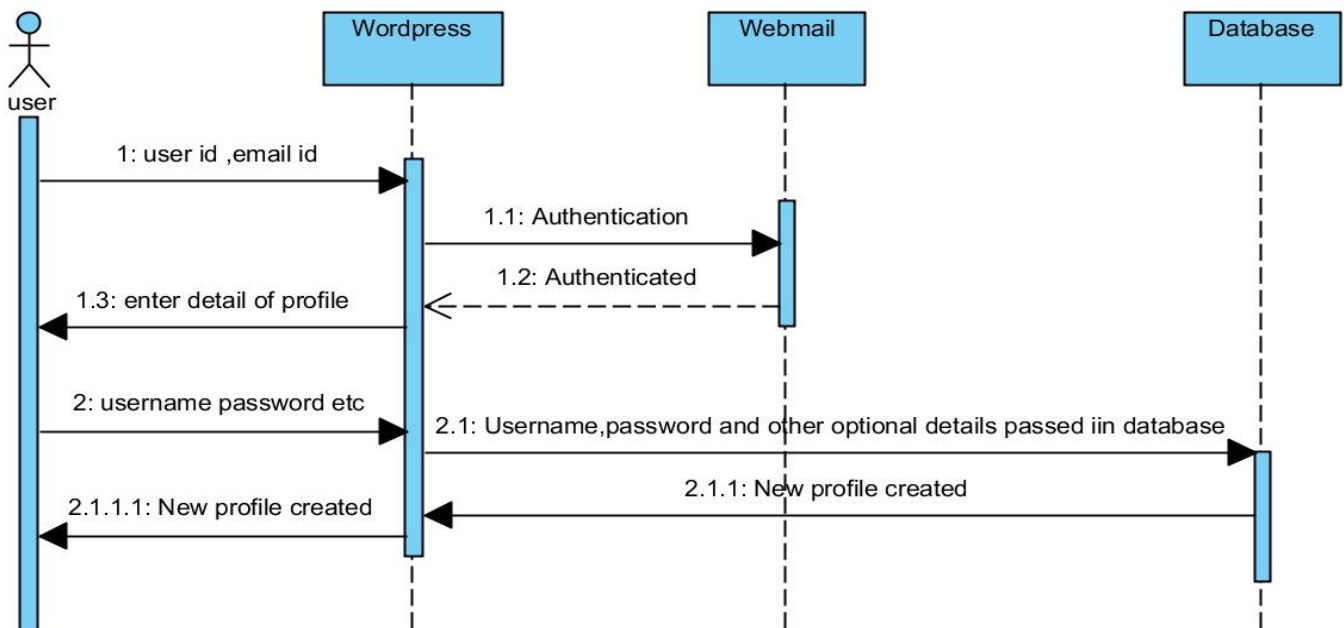 Wordpress
Webmail
Database
user
1: user id ,email id
1.1: Authentication
1.2: Authenticated
1.3: enter detail of profile
2: username password etc
2.1: Username,password and other optional details passed iin database
2.1.1: New profile created
2.1.1.1: New profile created